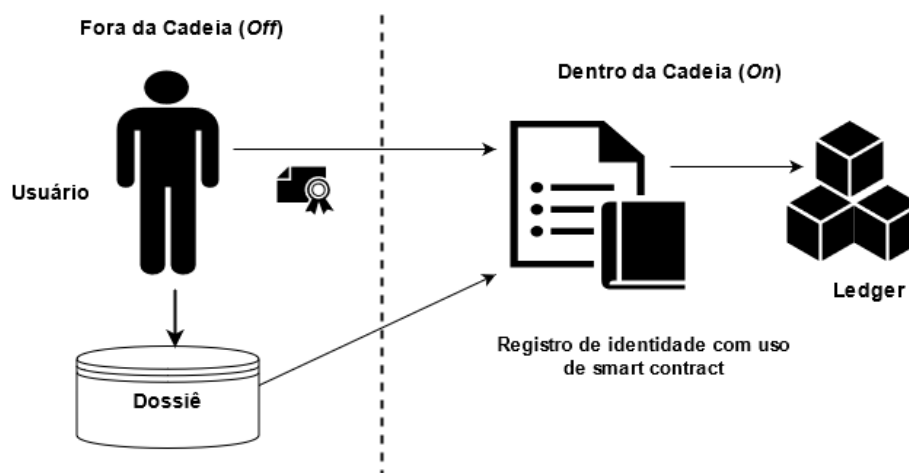 Fora da Cadeia (Off)
Dentro da Cadeia (On)
Usuário
Ledger
Registro de identidade com uso
de smart contract
Dossiê